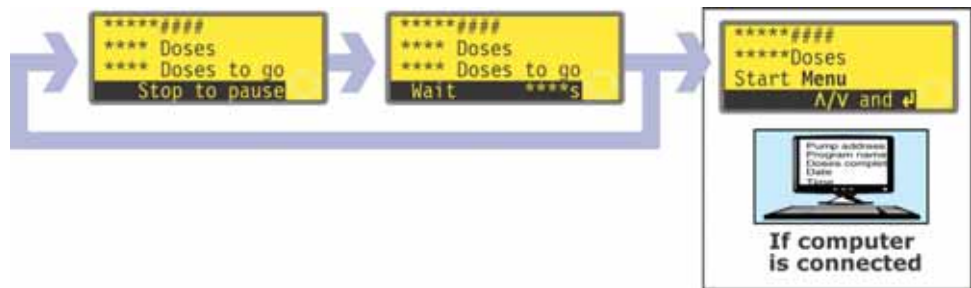 *****####
**** Doses
**** Doses to go
Stop to pause
*****####
**** Doses
**** Doses to go
Wait ****s
*****####
*****Doses
Start Menu
Λ/V and ↲
Pump address
Program name
Doses complet
Date
Time
If computer
is connected